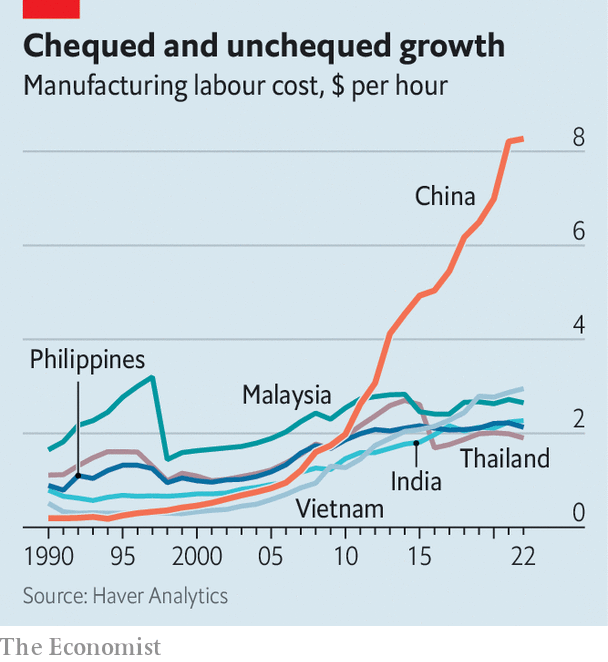 Chequed and unchequed growth
Manufacturing labour cost, $ per hour
8
China
6
4
Philippines
Malaysia
2
Thailand
India
Vietnam
0
1990 95 2000 05 10 15 22
Source: Haver Analytics
The Economist